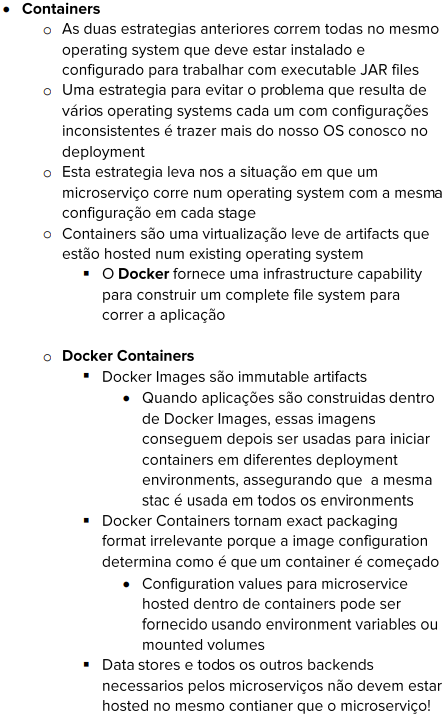 Containers
As duas estrategias anteriores correm todas no mesmo
operating system que deve estar instalado e
configurado para trabalhar com executable JAR files
Uma estrategia para evitar o problema que resulta de
vários operating systems cada um com configurações
inconsistentes é trazer mais do nosso OS conosco no
deployment
Esta estrategia leva nos a situação em que um
microserviço corre num operating system com a mesma
configuração em cada stage
Containers são uma virtualização leve de artifacts que
estão hosted num existing operating system
O Docker fornece uma infrastructure capability
para construir um complete file system para
correr a aplicação
Docker Containers
Docker Images são immutable artifacts
Quando aplicações são construidas dentro
de Docker Images, essas imagens
conseguem depois ser usadas para iniciar
containers em diferentes deployment
environments, assegurando que a mesma
stac é usada em todos os environments
Docker Containers tornam exact packaging
format irrelevante porque a image configuration
determina como é que um container é começado
Configuration values para microservice
hosted dentro de containers pode ser
fornecido usando environment variables ou
mounted volumes
Data stores e todos os outros backends
necessarios pelos microserviços não devem estar
hosted no mesmo contianer que o microserviço!